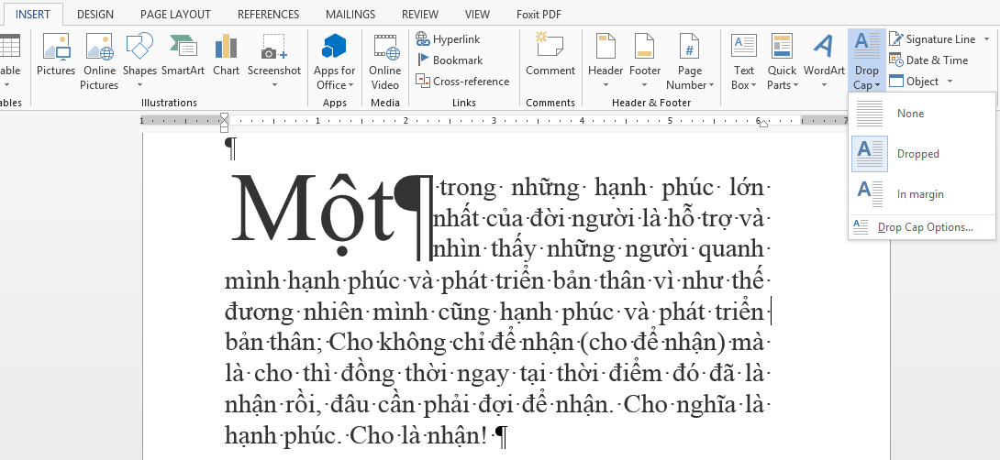 INSERT DESIGN PAGE LAYOUT REFERENCES MAILINGS REVIEW VIEW Foxit PDF
able
Pictures
Online Pictures
Shapes
SmartArt
Chart
Screenshot
Apps for Office
Online Video
Hyperlink
Bookmark
Cross-reference
Comment
Header
Footer
Page Number
Text Box
Quick Parts
WordArt
Drop Cap
Signature Line
Date & Time
Object
ables Illustrations Apps Media Links Comments Header & Footer
None
Dropped
In margin
Drop Cap Options...
1 1 2 3 4 5 6 7
¶
Một¶ trong những hạnh phúc lớn
nhất của đời người là hỗ trợ và
nhìn thấy những người quanh
mình hạnh phúc và phát triển bản thân vì như thế
đương nhiên mình cũng hạnh phúc và phát triển
bản thân; Cho không chỉ để nhận (cho để nhận) mà
là cho thì đồng thời ngay tại thời điểm đó đã là
nhận rồi, đâu cần phải đợi để nhận. Cho nghĩa là
hạnh phúc. Cho là nhận! ¶